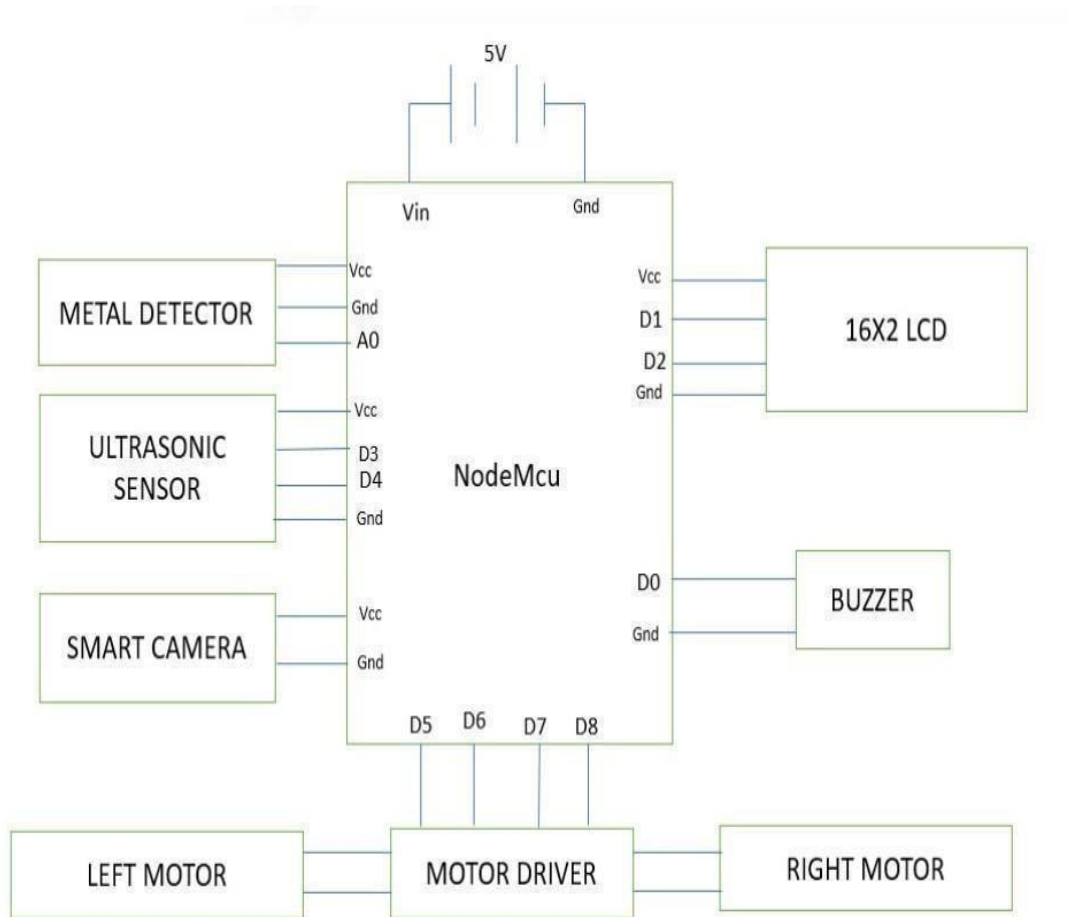 5V
Vin
Gnd
METAL DETECTOR
Vcc
Gnd
A0
ULTRASONIC
SENSOR
Vcc
D3
D4
Gnd
SMART CAMERA
Vcc
Gnd
NodeMcu
Vcc
D1
D2
Gnd
16X2 LCD
D0
Gnd
BUZZER
D5 D6 D7 D8
LEFT MOTOR
MOTOR DRIVER
RIGHT MOTOR